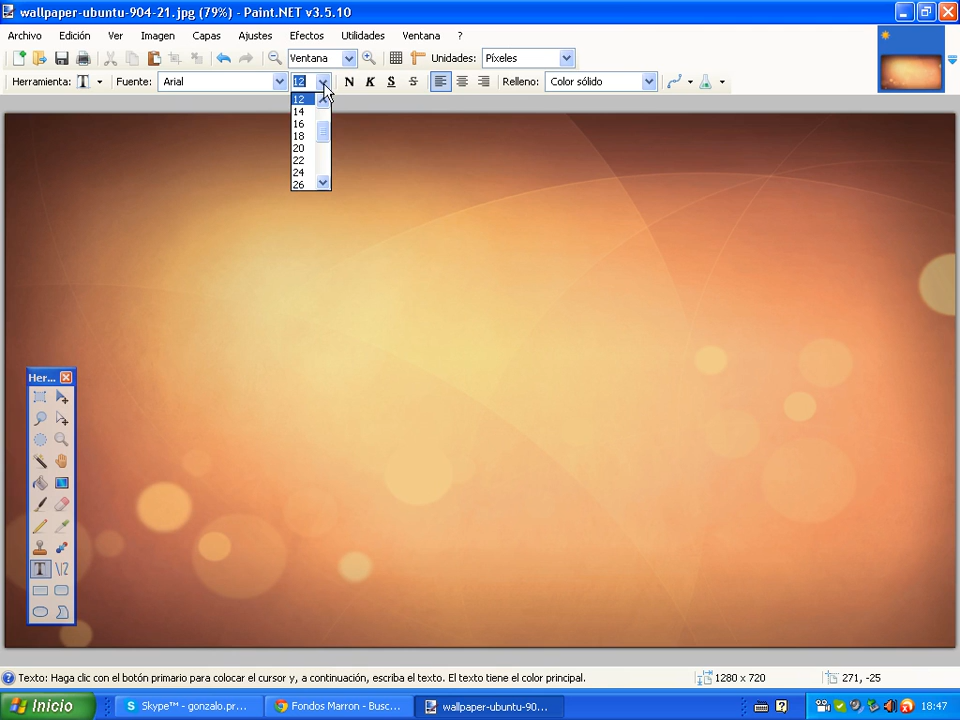 wallpaper-ubuntu-904-21.jpg (79%) - Paint.NET v3.5.10
Archivo Edición Ver Imagen Capas Ajustes Efectos Utilidades Ventana ?
Ventana Unidades: Píxeles
Herramienta: T Fuente: Arial 12 N K S S Relleno: Color sólido
12
14
16
18
20
22
24
26
Her...
T
Texto: Haga clic con el botón primario para colocar el cursor y, a continuación, escriba el texto. El texto tiene el color principal. 1280 x 720 271, -25
Inicio Skype™ - gonzalo.pr... Fondos Marron - Busc... wallpaper-ubuntu-90... 18:47